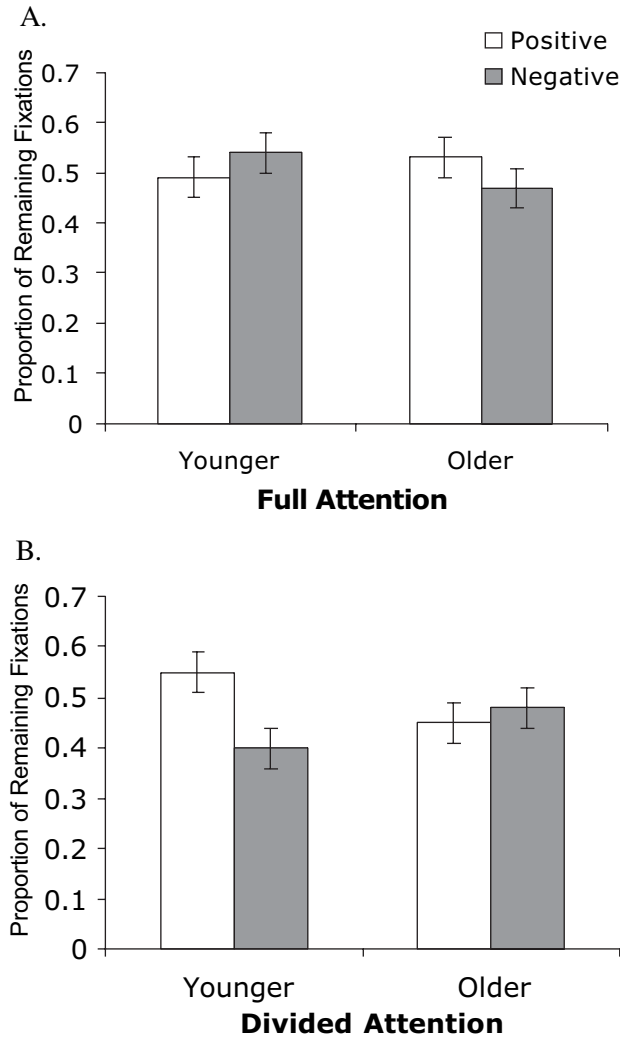 A.
Positive
Negative
Proportion of Remaining Fixations
0.7
0.6
0.5
0.4
0.3
0.2
0.1
0
Younger Older
Full Attention
B.
Proportion of Remaining Fixations
0.7
0.6
0.5
0.4
0.3
0.2
0.1
0
Younger Older
Divided Attention